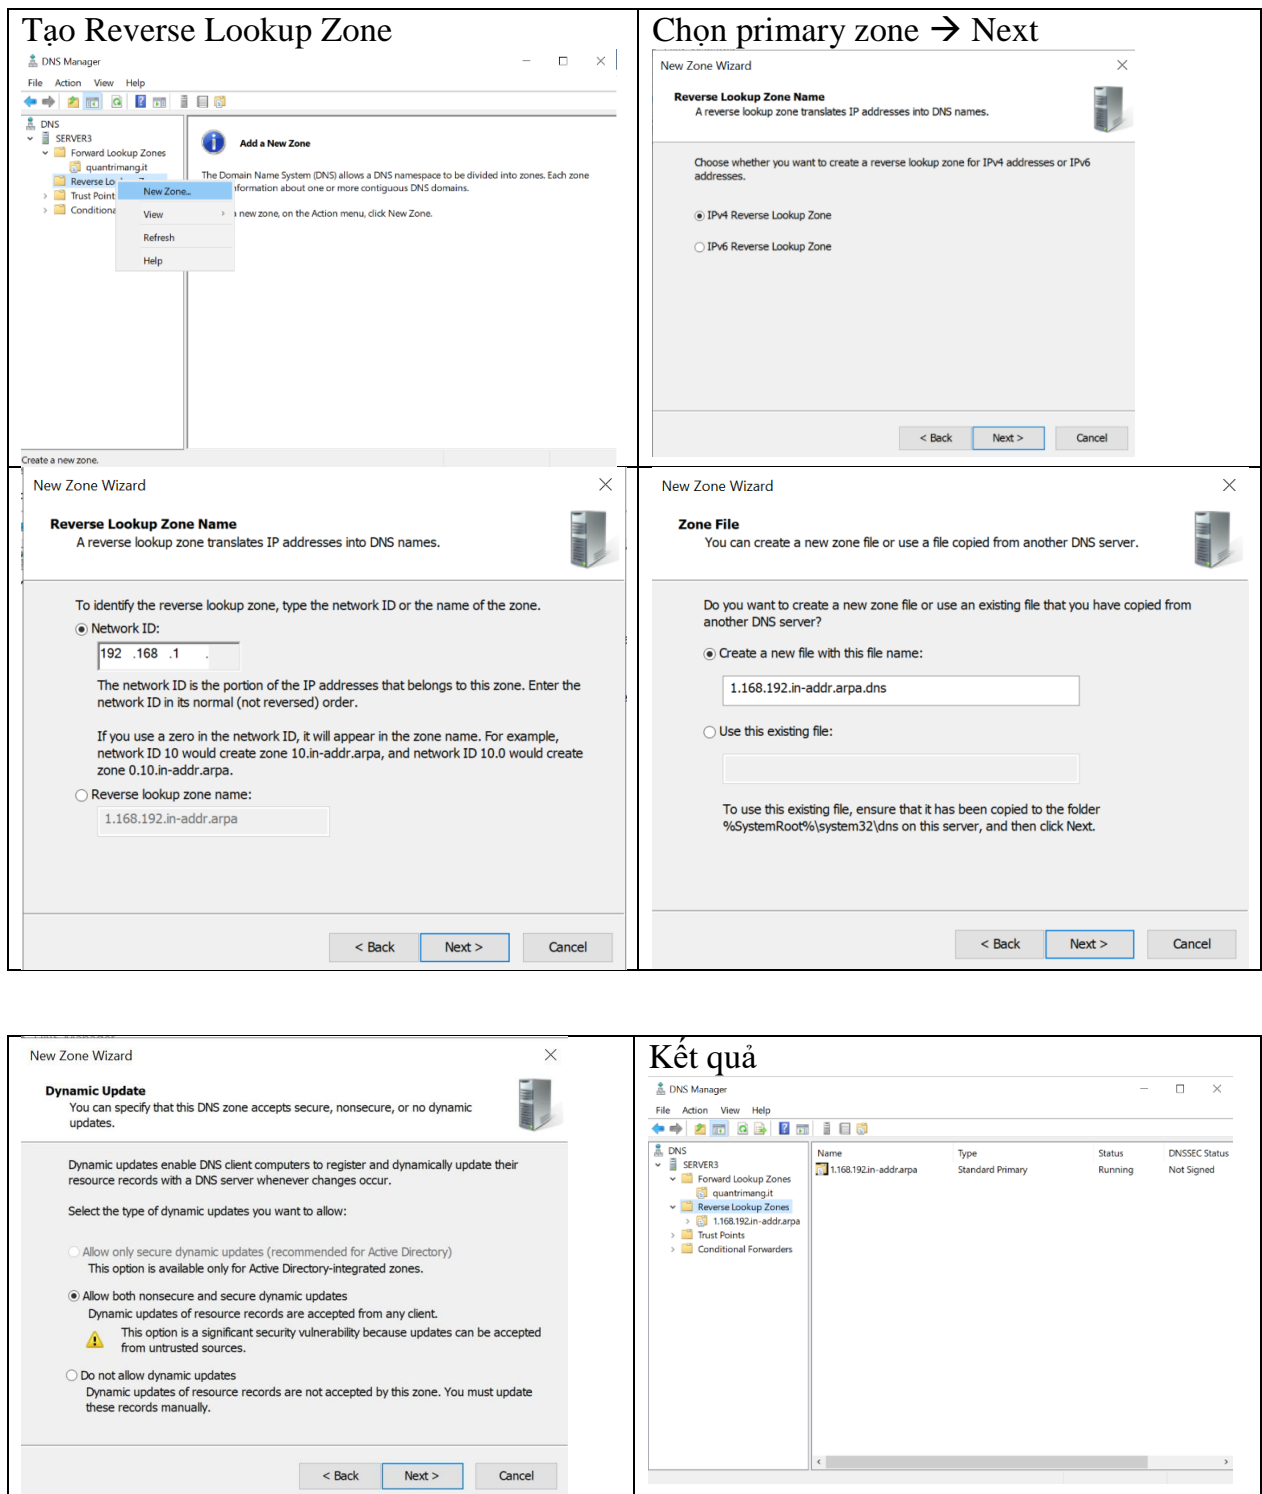 Tạo Reverse Lookup Zone
DNS Manager
File Action View Help
DNS
SERVER3
Forward Lookup Zones
quantrimang.it
Reverse
Trust Point
Conditiona
New Zone...
View
Refresh
Help
Add a New Zone
The Domain Name System (DNS) allows a DNS namespace to be divided into zones. Each zone
information about one or more contiguous DNS domains.
new zone, on the Action menu, click New Zone.
Create a new zone.
Chọn primary zone → Next
New Zone Wizard
Reverse Lookup Zone Name
A reverse lookup zone translates IP addresses into DNS names.
Choose whether you want to create a reverse lookup zone for IPv4 addresses or IPv6
addresses.
IPv4 Reverse Lookup Zone
IPv6 Reverse Lookup Zone
< Back Next > Cancel
New Zone Wizard
Reverse Lookup Zone Name
A reverse lookup zone translates IP addresses into DNS names.
To identify the reverse lookup zone, type the network ID or the name of the zone.
Network ID:
192 .168 .1 .
The network ID is the portion of the IP addresses that belongs to this zone. Enter the
network ID in its normal (not reversed) order.
If you use a zero in the network ID, it will appear in the zone name. For example,
network ID 10 would create zone 10.in-addr.arpa, and network ID 10.0 would create
zone 0.10.in-addr.arpa.
Reverse lookup zone name:
1.168.192.in-addr.arpa
< Back Next > Cancel
New Zone Wizard
Zone File
You can create a new zone file or use a file copied from another DNS server.
Do you want to create a new zone file or use an existing file that you have copied from
another DNS server?
Create a new file with this file name:
1.168.192.in-addr.arpa.dns
Use this existing file:
To use this existing file, ensure that it has been copied to the folder
%SystemRoot%\system32\dns on this server, and then click Next.
< Back Next > Cancel
New Zone Wizard
Dynamic Update
You can specify that this DNS zone accepts secure, nonsecure, or no dynamic
updates.
Dynamic updates enable DNS client computers to register and dynamically update their
resource records with a DNS server whenever changes occur.
Select the type of dynamic updates you want to allow:
Allow only secure dynamic updates (recommended for Active Directory)
This option is available only for Active Directory-integrated zones.
Allow both nonsecure and secure dynamic updates
Dynamic updates of resource records are accepted from any client.
This option is a significant security vulnerability because updates can be accepted
from untrusted sources.
Do not allow dynamic updates
Dynamic updates of resource records are not accepted by this zone. You must update
these records manually.
< Back Next > Cancel
Kết quả
DNS Manager
File Action View Help
DNS
SERVER3
Forward Lookup Zones
quantrimang.it
Reverse Lookup Zones
1.168.192.in-addr.arpa
Trust Points
Conditional Forwarders
Name Type Status DNSSEC Status
1.168.192.in-addr.arpa Standard Primary Running Not Signed